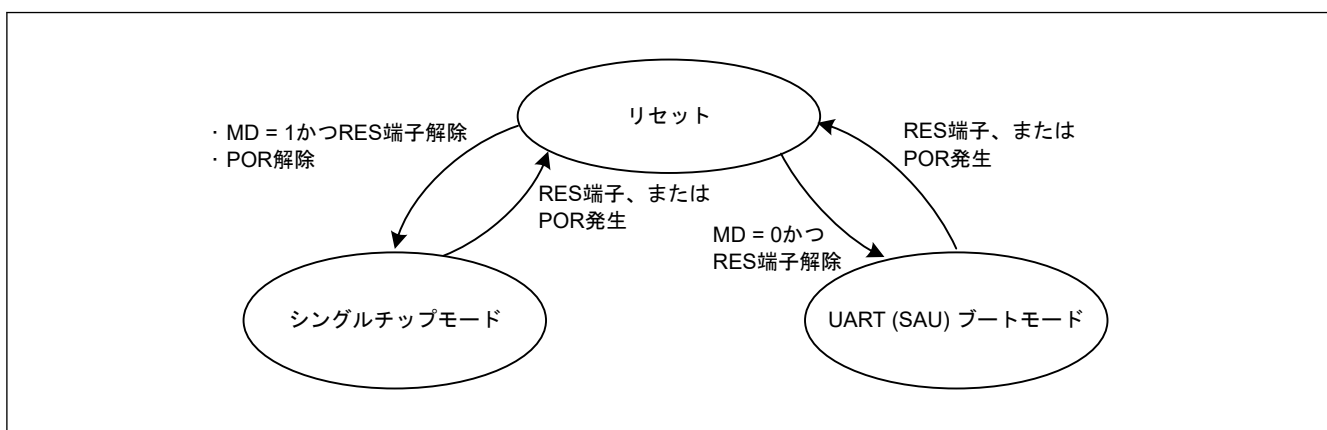 リセット
・MD = 1かつRES端子解除
・POR解除
RES端子、または
POR発生
RES端子、または
POR発生
MD = 0かつ
RES端子解除
シングルチップモード
UART (SAU) ブートモード